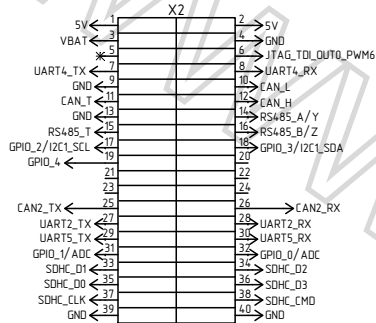 X2
5V 1 2 5V
VBAT 3 4 GND
5 6 JTAG_TDI_OUT0_PWM6
UART4_TX 7 8 UART4_RX
GND 9 10 CAN_L
CAN_T 11 12 CAN_H
GND 13 14 RS485_A/Y
RS485_T 15 16 RS485_B/Z
GPIO_2/I2C1_SCL 17 18 GPIO_3/I2C1_SDA
GPIO_4 19 20
21 22
23 24
CAN2_TX 25 26 CAN2_RX
UART2_TX 27 28 UART2_RX
UART5_TX 29 30 UART5_RX
GPIO_1/ADC 31 32 GPIO_0/ADC
SDHC_D1 33 34 SDHC_D2
SDHC_D0 35 36 SDHC_D3
SDHC_CLK 37 38 SDHC_CMD
GND 39 40 GND